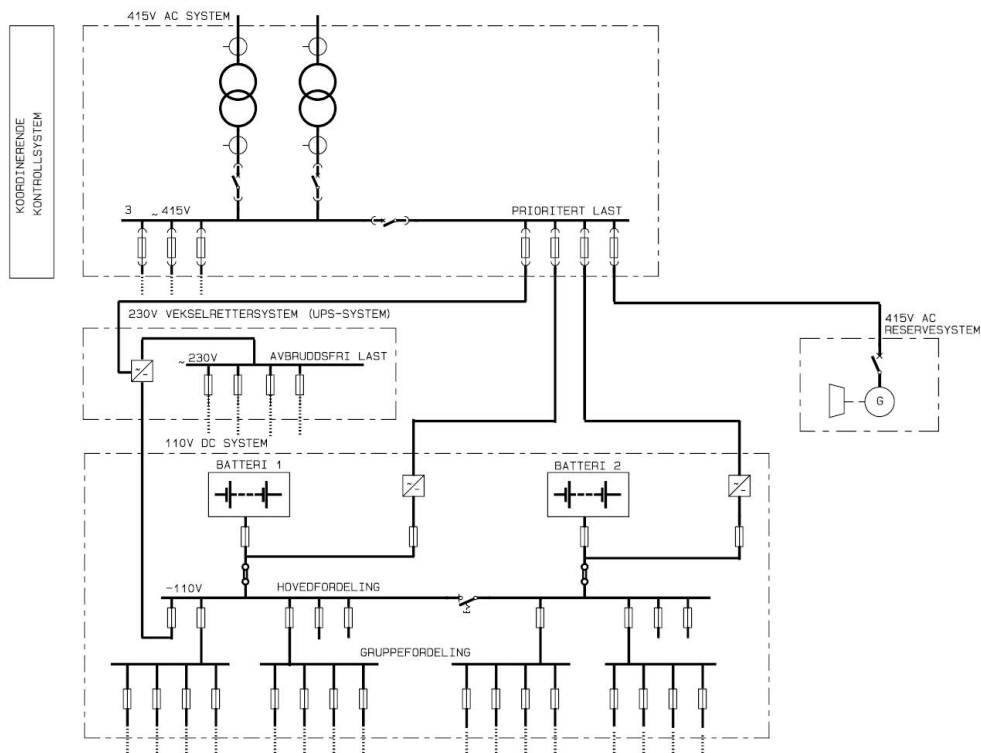 415V AC SYSTEM
KOORDINERENDE
KONTROLLSYSTEM
3 ~415V
PRIORITERT LAST
230V VEKSELRETTERSYSTEM (UPS-SYSTEM)
415V AC
RESERVESYSTEM
~230V
AVBRUDDSFRI LAST
G
110V DC SYSTEM
BATTERI 1
BATTERI 2
-110V
HOVEDFORDELING
GRUPPEFORDELING